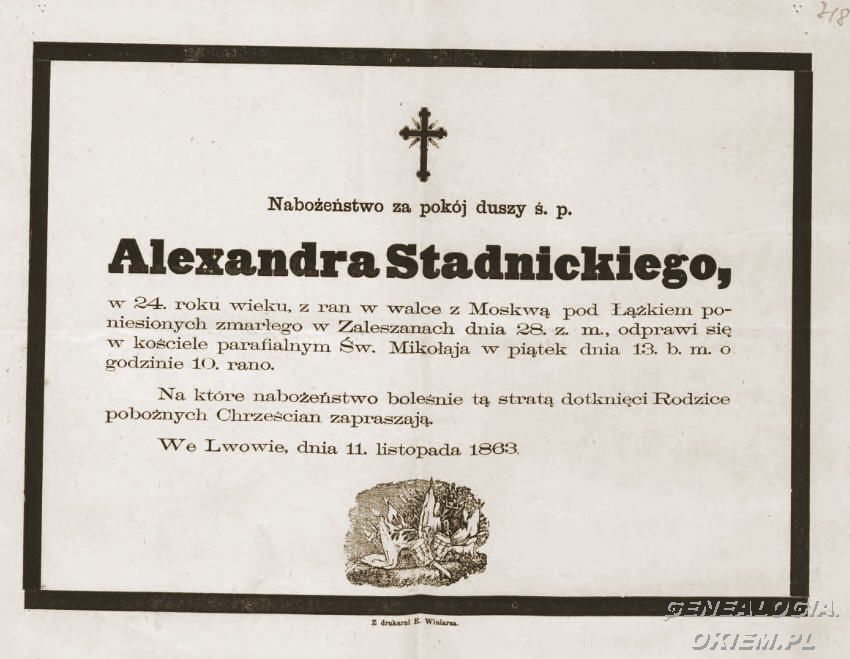 718
Nabożeństwo za pokój duszy ś. p.
Alexandra Stadnickiego,
w 24. roku wieku, z ran w walce z Moskwą pod Łążkiem po-
niesionych zmarłego w Zaleszanach dnia 28. z. m., odprawi się
w kościele parafialnym Św. Mikołaja w piątek dnia 13. b. m. o
godzinie 10. rano.
Na które nabożeństwo boleśnie tą stratą dotknięci Rodzice
pobożnych Chrześcian zapraszają.
We Lwowie, dnia 11. listopada 1863.
Z drukarni E. Winiarza.
GENEALOGIA.
OKIEM.PL